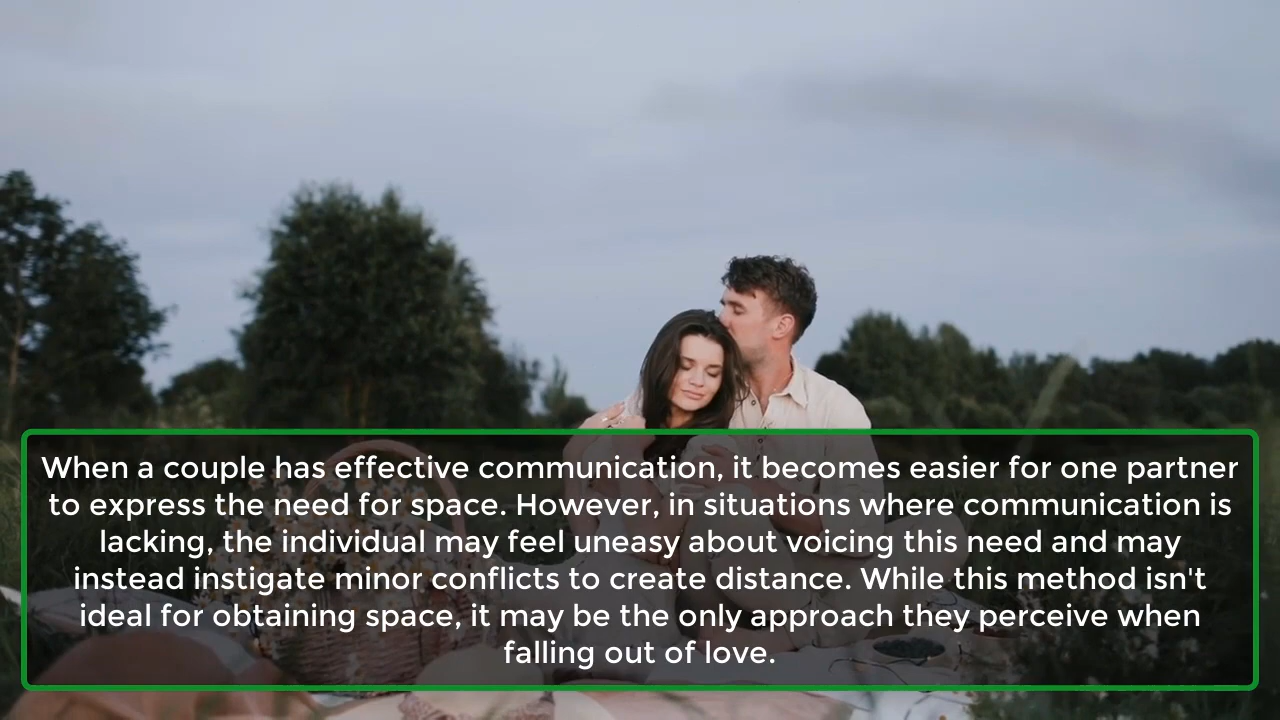 When a couple has effective communication, it becomes easier for one partner
to express the need for space. However, in situations where communication is
lacking, the individual may feel uneasy about voicing this need and may
instead instigate minor conflicts to create distance. While this method isn't
ideal for obtaining space, it may be the only approach they perceive when
falling out of love.